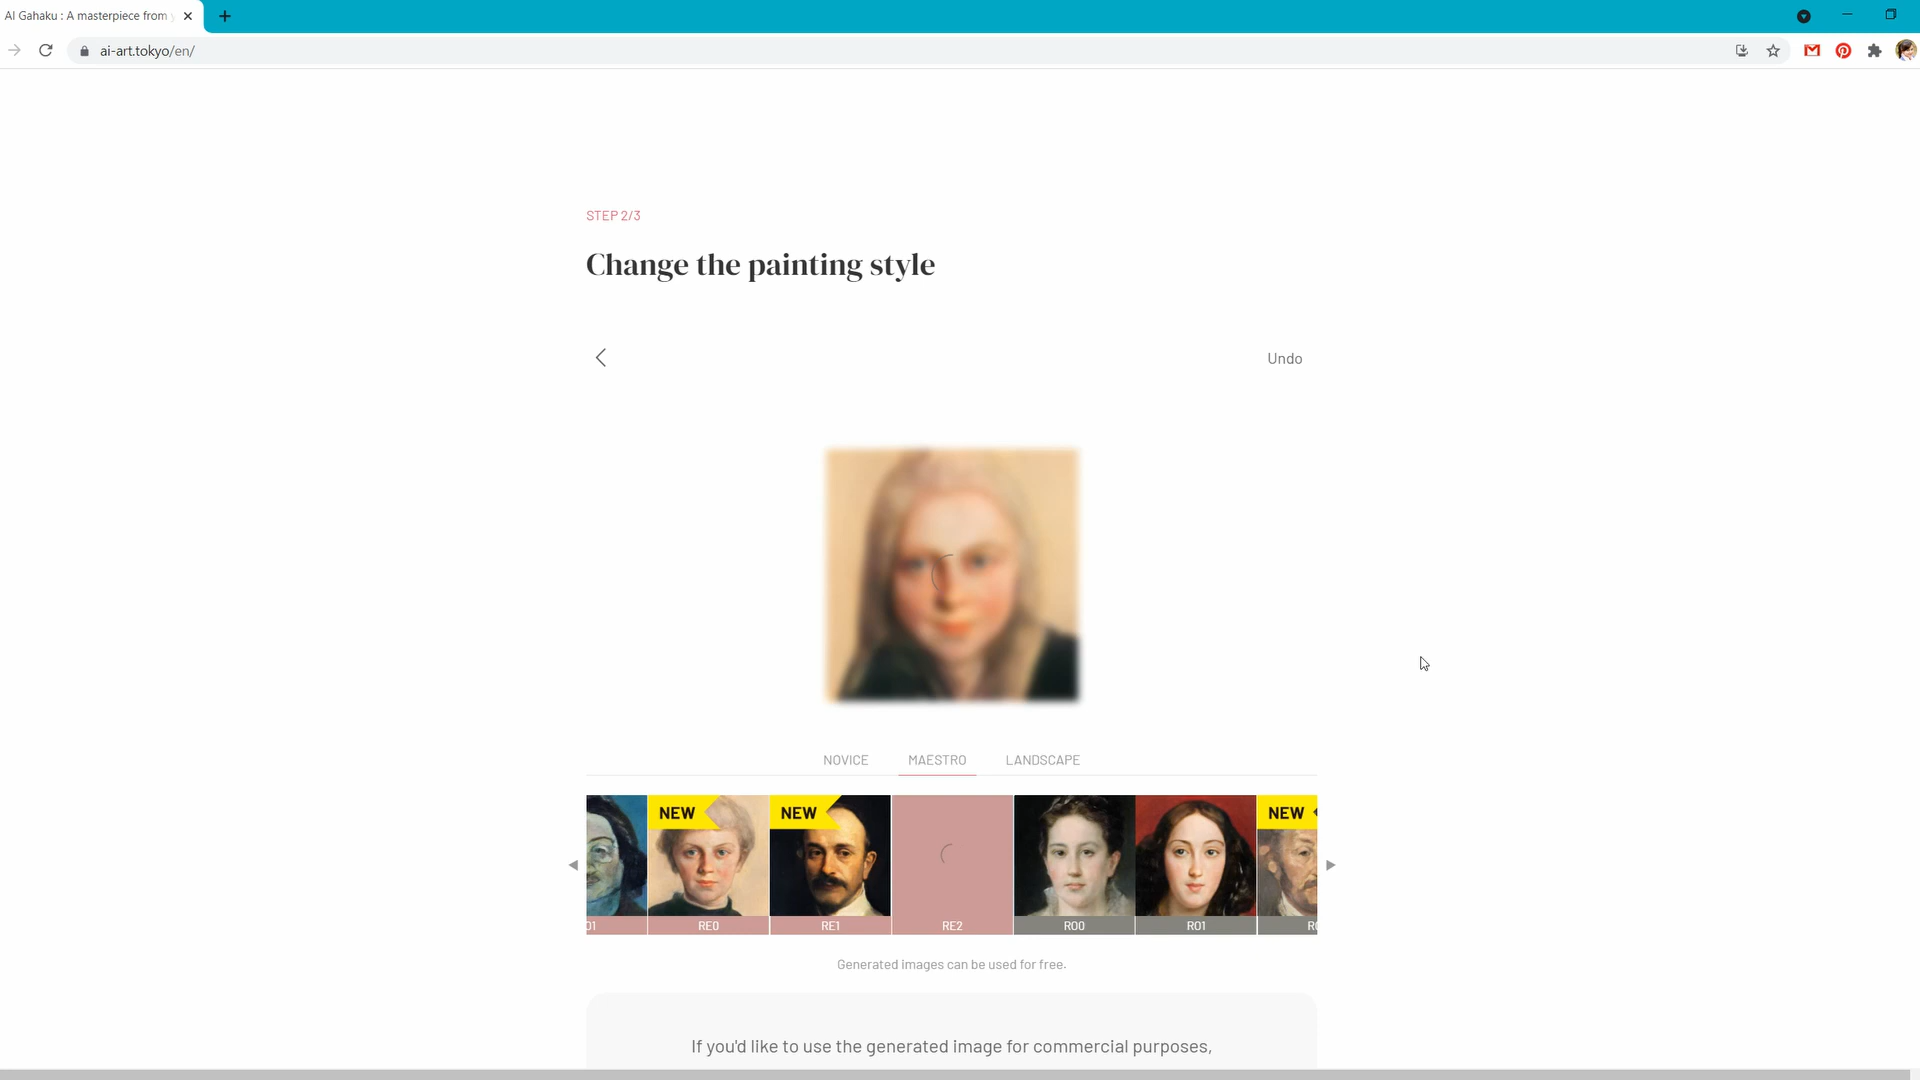 AI Gahaku : A masterpiece from
ai-art.tokyo/en/
STEP 2/3
Change the painting style
Undo
NOVICE MAESTRO LANDSCAPE
NEW NEW NEW
RE0 RE1 RE2 RO0 RO1
Generated images can be used for free.
If you'd like to use the generated image for commercial purposes,